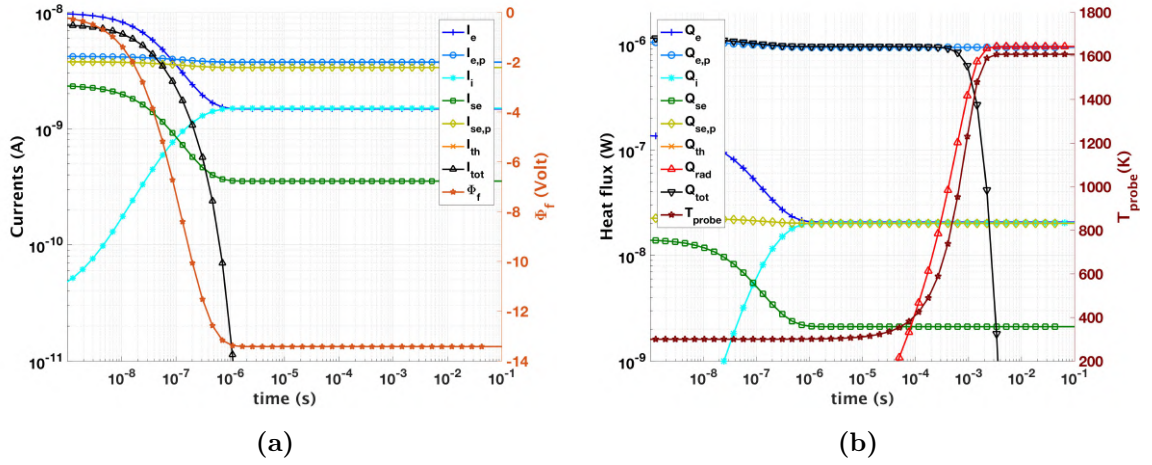 10^-8
10^-9
10^-10
10^-11
Currents (A)
10^-8 10^-7 10^-6 10^-5 10^-4 10^-3 10^-2 10^-1
time (s)
I_e
I_e,p
I_i
I_se
I_se,p
I_th
I_tot
Φ_f
0
-2
-4
-6
-8
-10
-12
-14
Φ_f (Volt)
(a)
10^-6
10^-7
10^-8
10^-9
Heat flux (W)
10^-8 10^-7 10^-6 10^-5 10^-4 10^-3 10^-2 10^-1
time (s)
Q_e
Q_e,p
Q_i
Q_se
Q_se,p
Q_th
Q_rad
Q_tot
T_probe
1800
1600
1400
1200
1000
800
600
400
200
T_probe(K)
(b)